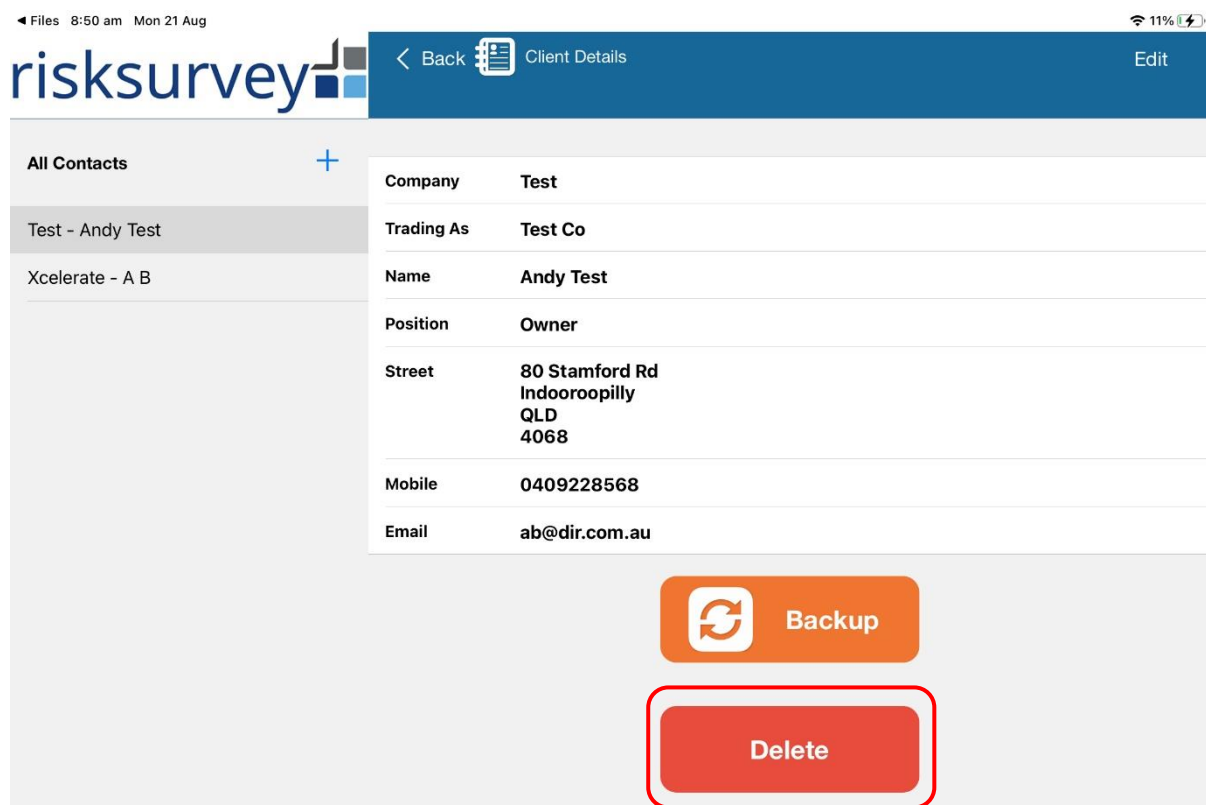 Files 8:50 am Mon 21 Aug
11%
risksurvey
Back
Client Details
Edit
All Contacts
+
Test - Andy Test
Xcelerate - A B
Company Test
Trading As Test Co
Name Andy Test
Position Owner
Street 80 Stamford Rd
Indooroopilly
QLD
4068
Mobile 0409228568
Email ab@dir.com.au
Backup
Delete